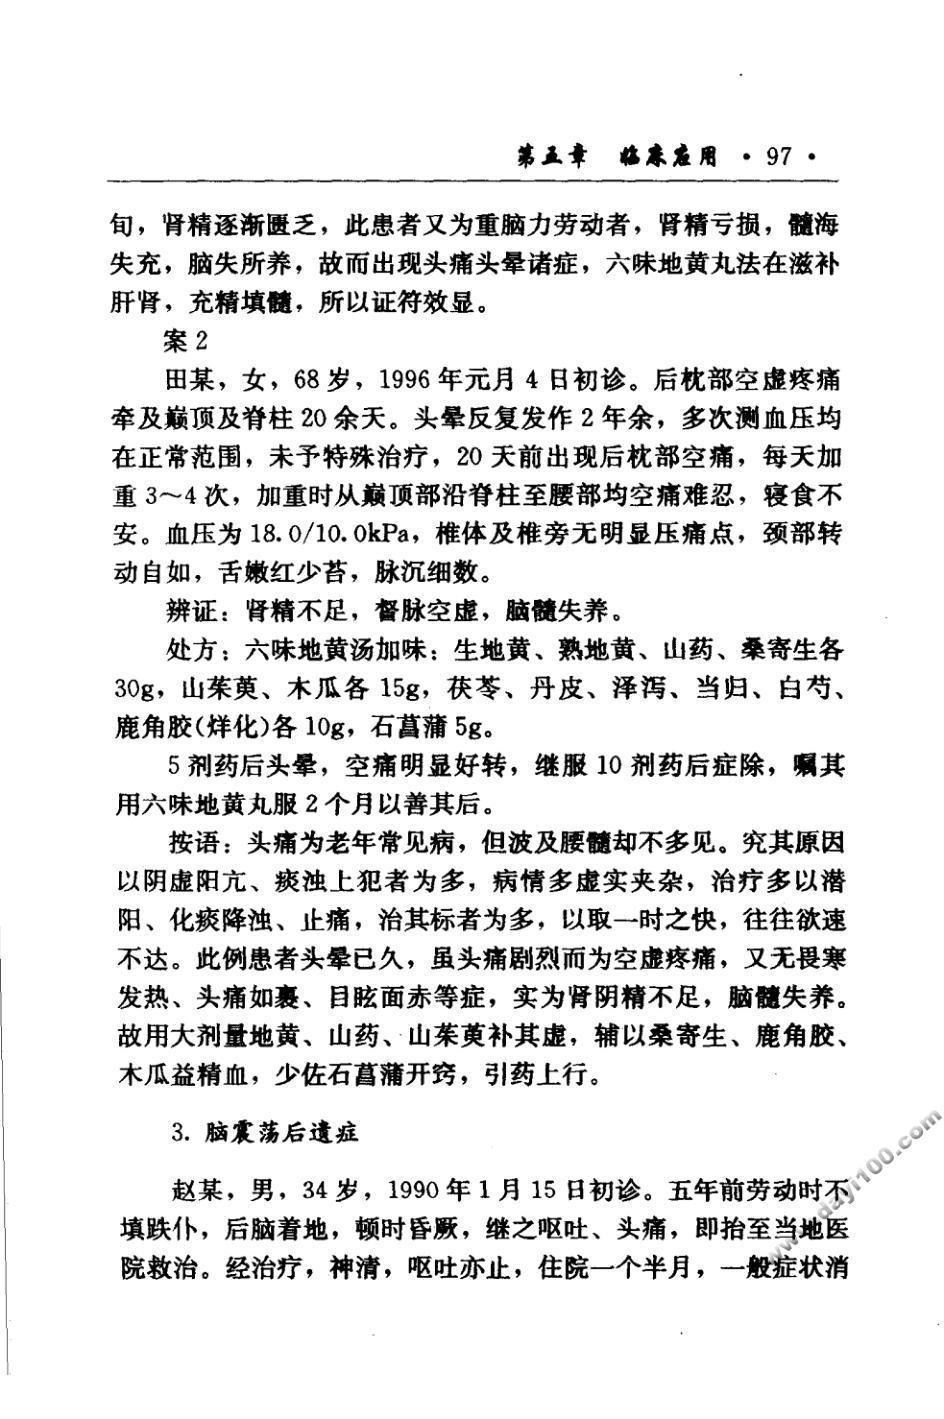 第五章 临床应用 · 97 ·
旬，肾精逐渐匮乏，此患者又为重脑力劳动者，肾精亏损，髓海
失充，脑失所养，故而出现头痛头晕诸症，六味地黄丸法在滋补
肝肾，充精填髓，所以证符效显。
案 2
田某，女，68 岁，1996 年元月 4 日初诊。后枕部空虚疼痛
牵及巅顶及脊柱 20 余天。头晕反复发作 2 年余，多次测血压均
在正常范围，未予特殊治疗，20 天前出现后枕部空痛，每天加
重 3～4 次，加重时从巅顶部沿脊柱至腰部均空痛难忍，寝食不
安。血压为 18.0/10.0kPa，椎体及椎旁无明显压痛点，颈部转
动自如，舌嫩红少苔，脉沉细数。
辨证：肾精不足，督脉空虚，脑髓失养。
处方：六味地黄汤加味：生地黄、熟地黄、山药、桑寄生各
30g，山茱萸、木瓜各 15g，茯苓、丹皮、泽泻、当归、白芍、
鹿角胶(烊化)各 10g，石菖蒲 5g。
5 剂药后头晕，空痛明显好转，继服 10 剂药后症除，嘱其
用六味地黄丸服 2 个月以善其后。
按语：头痛为老年常见病，但波及腰髓却不多见。究其原因
以阴虚阳亢、痰浊上犯者为多，病情多虚实夹杂，治疗多以潜
阳、化痰降浊、止痛，治其标者为多，以取一时之快，往往欲速
不达。此例患者头晕已久，虽头痛剧烈而为空虚疼痛，又无畏寒
发热、头痛如裹、目眩面赤等症，实为肾阴精不足，脑髓失养。
故用大剂量地黄、山药、山茱萸补其虚，辅以桑寄生、鹿角胶、
木瓜益精血，少佐石菖蒲开窍，引药上行。
3. 脑震荡后遗症
赵某，男，34 岁，1990 年 1 月 15 日初诊。五年前劳动时不
填跌仆，后脑着地，顿时昏厥，继之呕吐、头痛，即抬至当地医
院救治。经治疗，神清，呕吐亦止，住院一个半月，一般症状消
www.dayi100.com